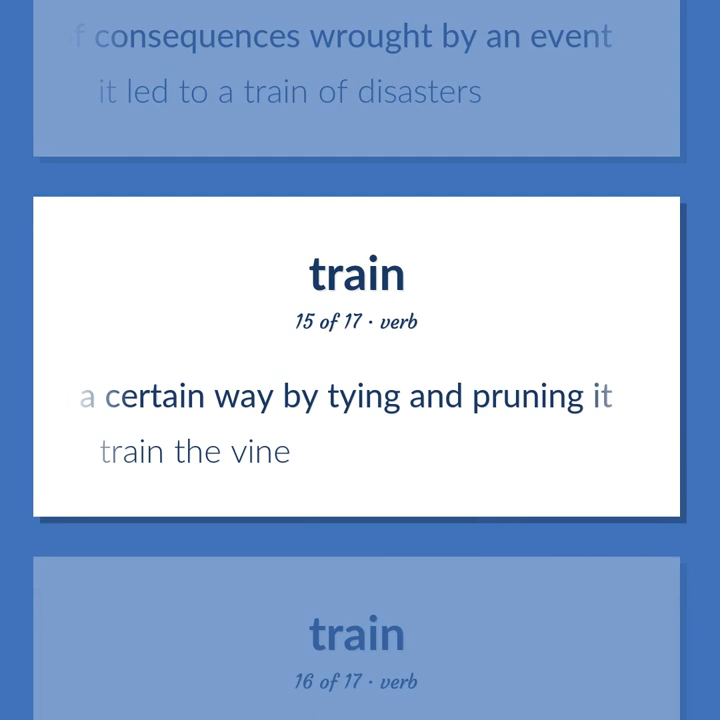 of consequences wrought by an event
it led to a train of disasters
train
15 of 17 · verb
a certain way by tying and pruning it
train the vine
train
16 of 17 · verb